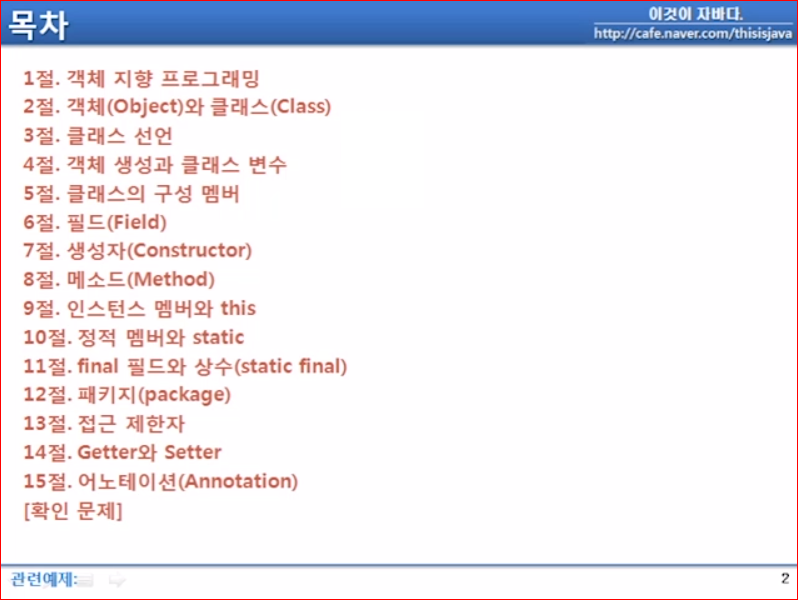 목차
이것이 자바다.
http://cafe.naver.com/thisisjava
1절. 객체 지향 프로그래밍
2절. 객체(Object)와 클래스(Class)
3절. 클래스 선언
4절. 객체 생성과 클래스 변수
5절. 클래스의 구성 멤버
6절. 필드(Field)
7절. 생성자(Constructor)
8절. 메소드(Method)
9절. 인스턴스 멤버와 this
10절. 정적 멤버와 static
11절. final 필드와 상수(static final)
12절. 패키지(package)
13절. 접근 제한자
14절. Getter와 Setter
15절. 어노테이션(Annotation)
[확인 문제]
관련예제:
2